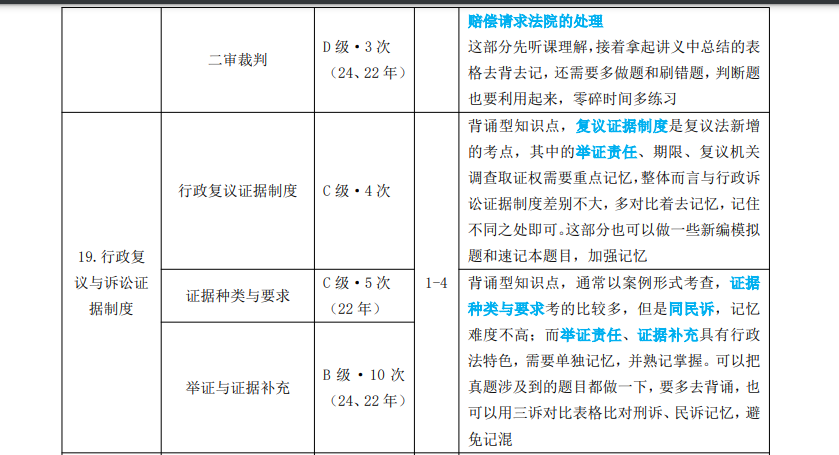 赔偿请求法院的处理
这部分先听课理解，接着拿起讲义中总结的表
格去背去记，还需要多做题和刷错题，判断题
也要利用起来，零碎时间多练习
二审裁判
D 级·3 次
（24、22 年）
19.行政复
议与诉讼证
据制度
行政复议证据制度
C 级·4 次
1-4
背诵型知识点，复议证据制度是复议法新增
的考点，其中的举证责任、期限、复议机关
调查取证权需要重点记忆，整体而言与行政诉
讼证据制度差别不大，多对比着去记忆，记住
不同之处即可。这部分也可以做一些新编模拟
题和速记本题目，加强记忆
证据种类与要求
C 级·5 次
（22 年）
背诵型知识点，通常以案例形式考查，证据
种类与要求考的比较多，但是同民诉，记忆
难度不高；而举证责任、证据补充具有行政
法特色，需要单独记忆，并熟记掌握。可以把
真题涉及到的题目都做一下，要多去背诵，也
可以用三诉对比表格比对刑诉、民诉记忆，避
免记混
举证与证据补充
B 级·10 次
（24、22 年）